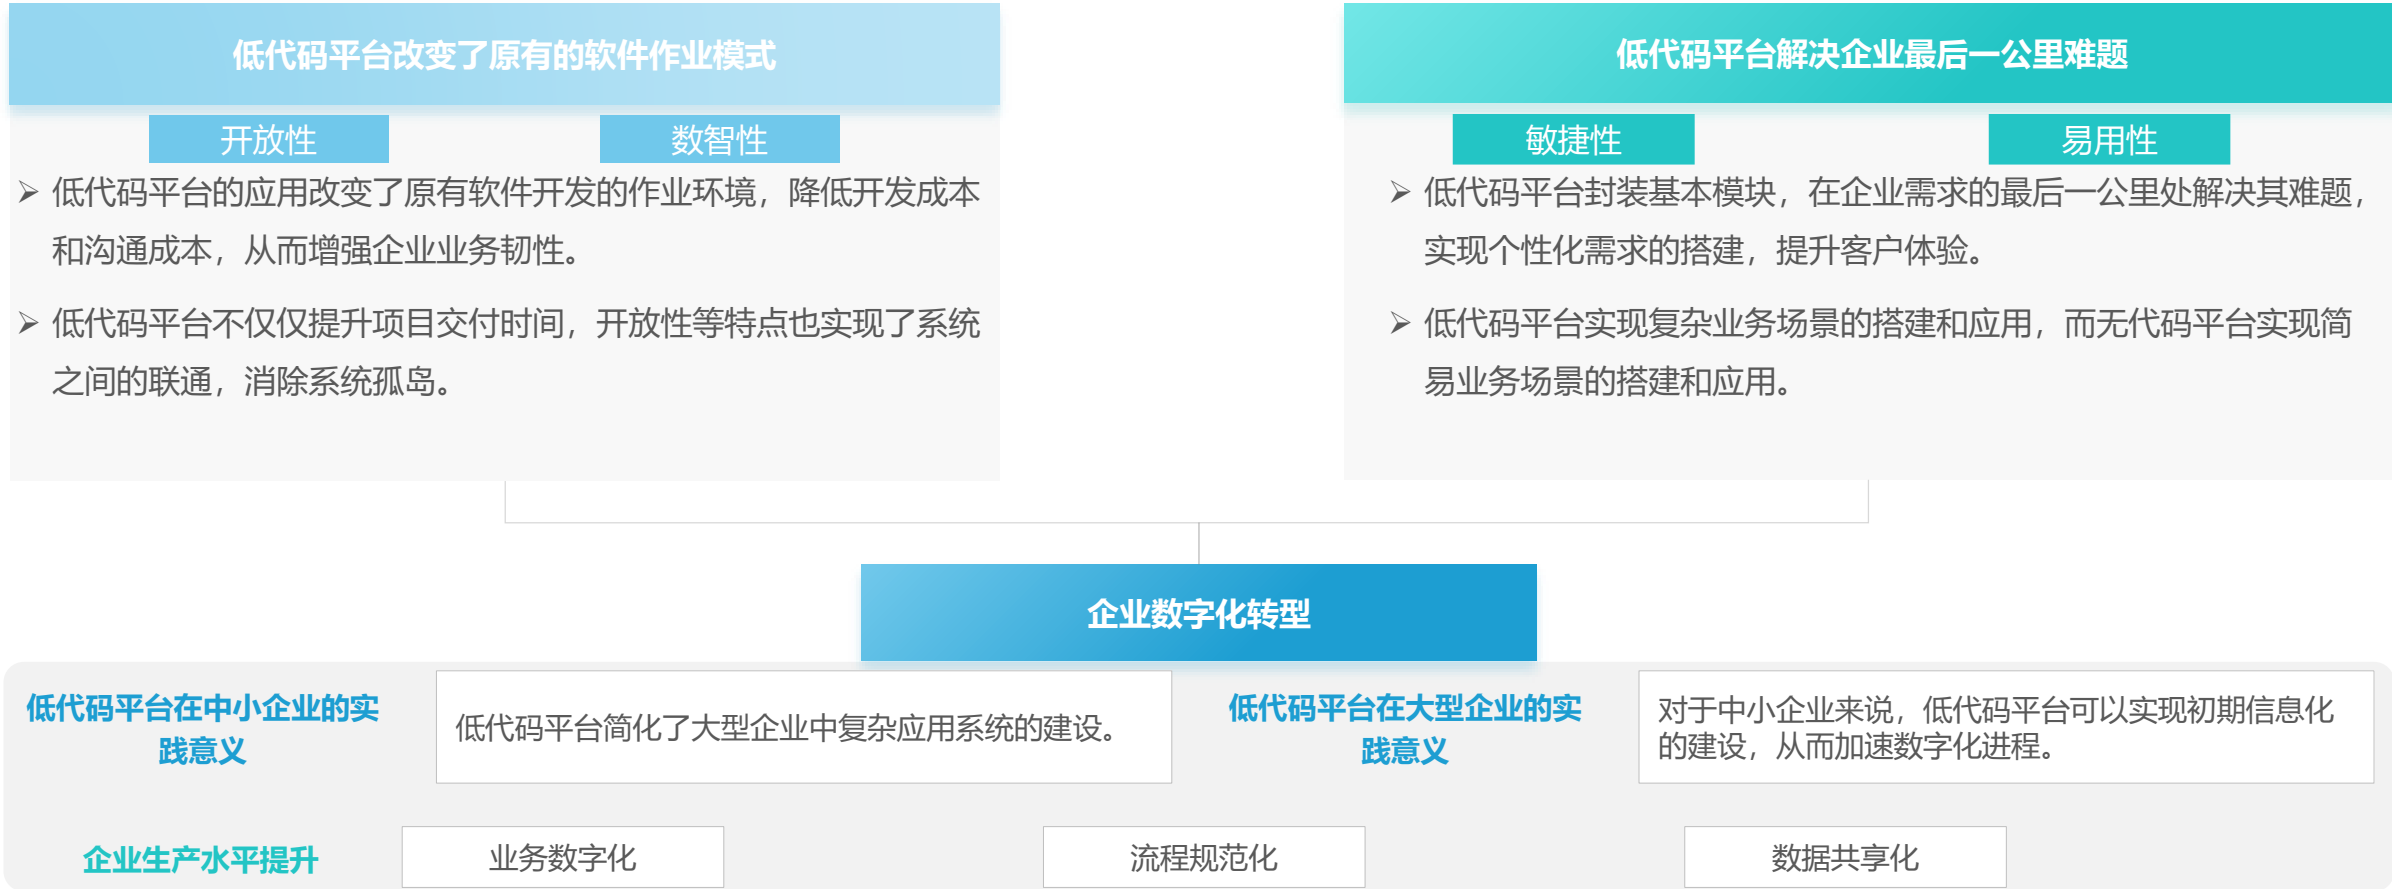 低代码平台改变了原有的软件作业模式
开放性
数智性
➢ 低代码平台的应用改变了原有软件开发的作业环境，降低开发成本
和沟通成本，从而增强企业业务韧性。
➢ 低代码平台不仅仅提升项目交付时间，开放性等特点也实现了系统
之间的联通，消除系统孤岛。
低代码平台解决企业最后一公里难题
敏捷性
易用性
➢ 低代码平台封装基本模块，在企业需求的最后一公里处解决其难题，
实现个性化需求的搭建，提升客户体验。
➢ 低代码平台实现复杂业务场景的搭建和应用，而无代码平台实现简
易业务场景的搭建和应用。
企业数字化转型
低代码平台在中小企业的实
践意义
低代码平台简化了大型企业中复杂应用系统的建设。
低代码平台在大型企业的实
践意义
对于中小企业来说，低代码平台可以实现初期信息化
的建设，从而加速数字化进程。
企业生产水平提升
业务数字化
流程规范化
数据共享化